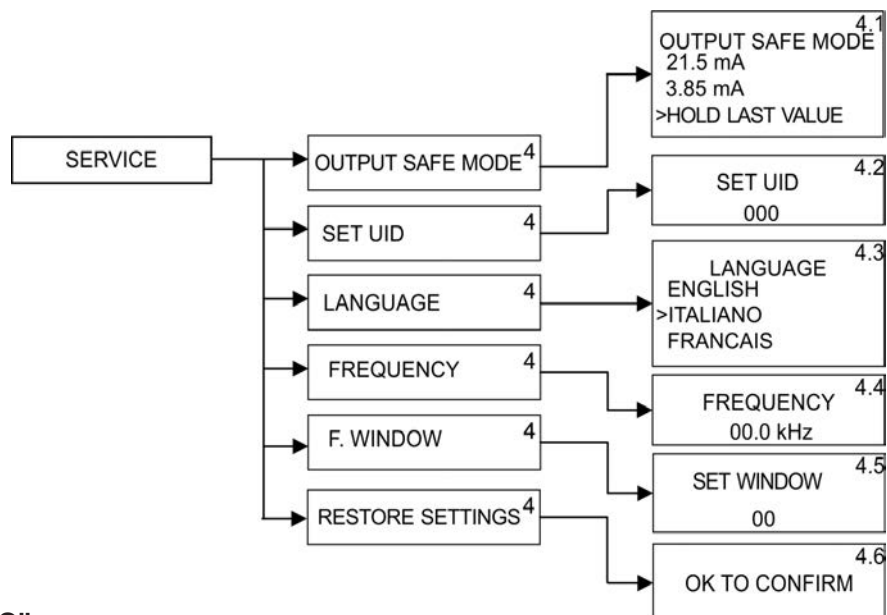 SERVICE
OUTPUT SAFE MODE 4
SET UID 4
LANGUAGE 4
FREQUENCY 4
F. WINDOW 4
RESTORE SETTINGS 4
4.1
OUTPUT SAFE MODE
21.5 mA
3.85 mA
>HOLD LAST VALUE
4.2
SET UID
000
4.3
LANGUAGE
ENGLISH
>ITALIANO
FRANCAIS
4.4
FREQUENCY
00.0 kHz
4.5
SET WINDOW
00
4.6
OK TO CONFIRM